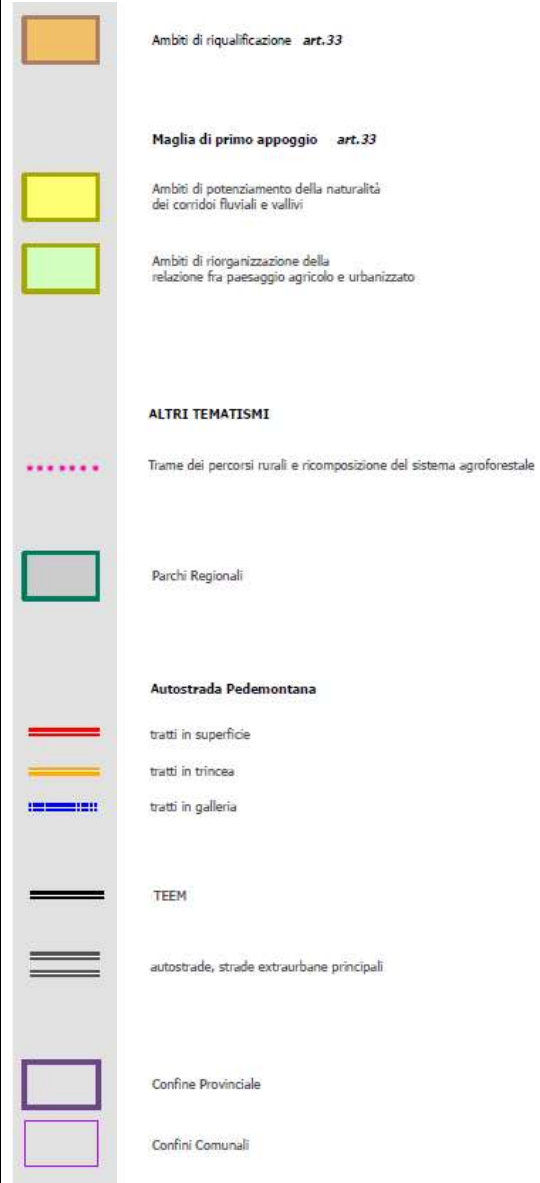 Ambiti di riqualificazione art.33
Maglia di primo appoggio art.33
Ambiti di potenziamento della naturalità
dei corridoi fluviali e vallivi
Ambiti di riorganizzazione della
relazione fra paesaggio agricolo e urbanizzato
ALTRI TEMATISMI
Trame dei percorsi rurali e ricomposizione del sistema agroforestale
Parchi Regionali
Autostrada Pedemontana
tratti in superficie
tratti in trincea
tratti in galleria
TEEM
autostrade, strade extraurbane principali
Confine Provinciale
Confini Comunali